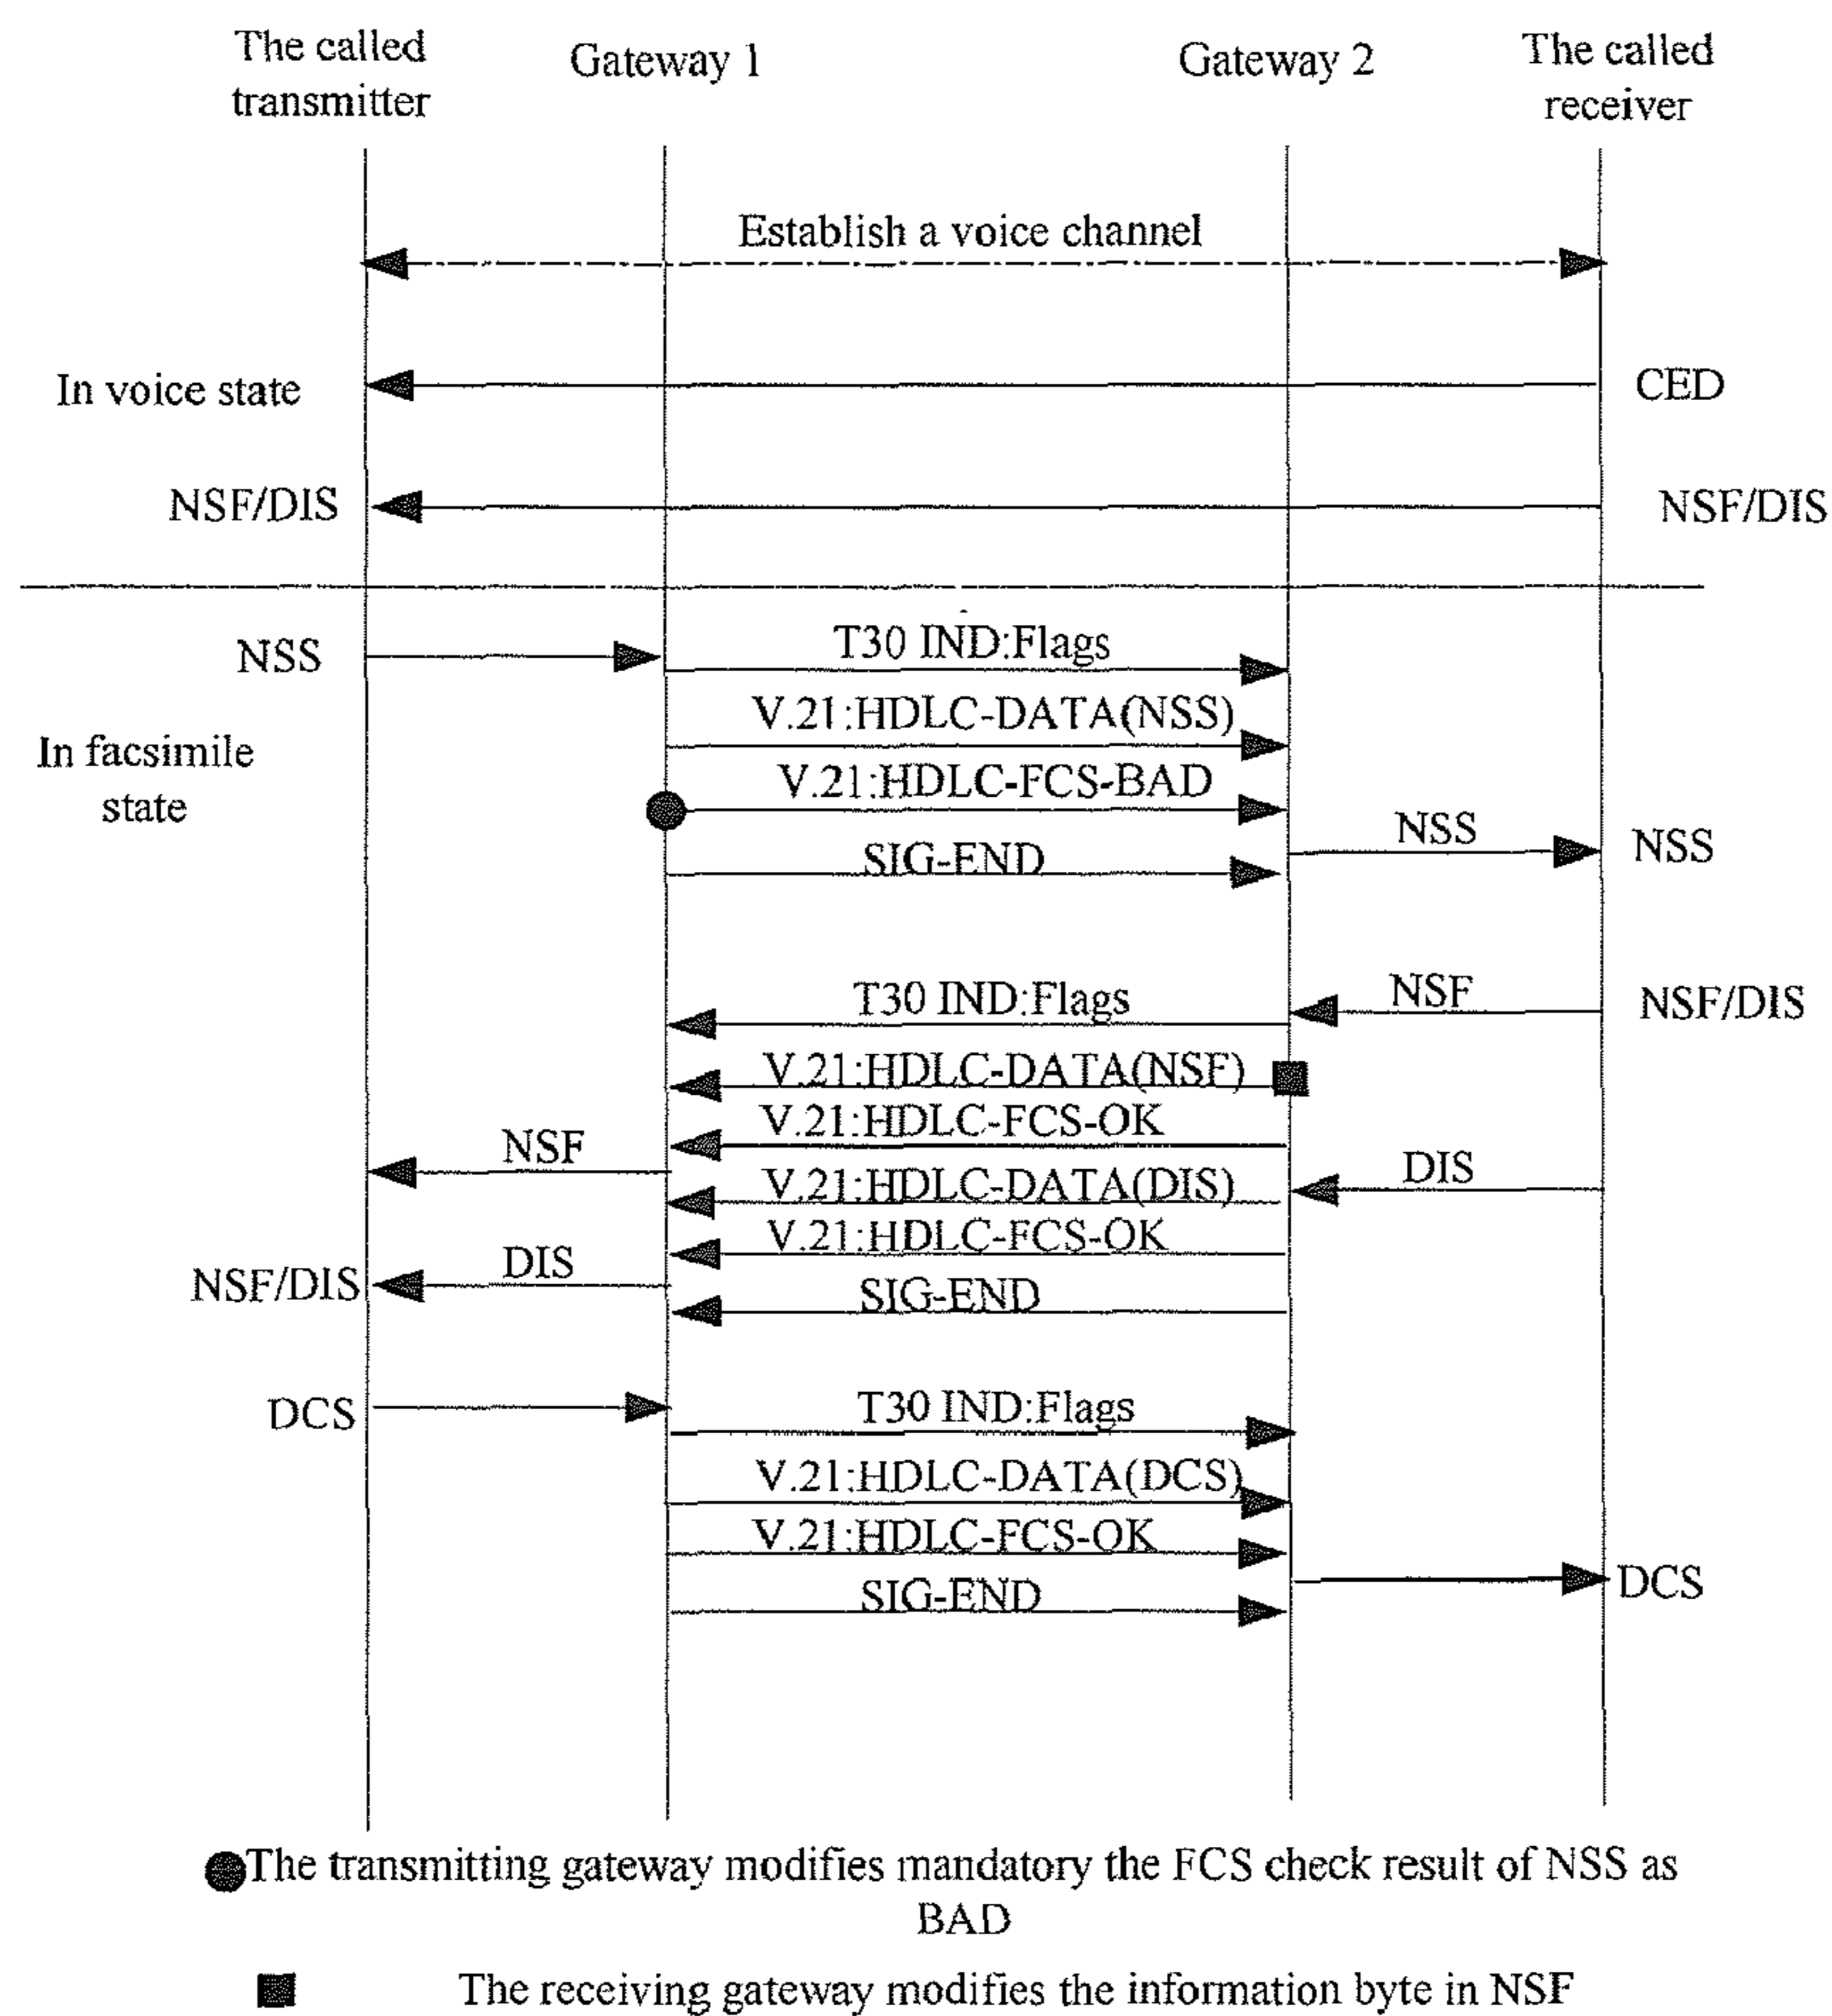 The called
transmitter
Gateway 1
Gateway 2
The called
receiver
Establish a voice channel
In voice state
CED
NSF/DIS
NSF/DIS
NSS
T30 IND:Flags
V.21:HDLC-DATA(NSS)
In facsimile
state
V.21:HDLC-FCS-BAD
NSS
NSS
SIG-END
NSF
NSF/DIS
T30 IND:Flags
V.21:HDLC-DATA(NSF)
V.21:HDLC-FCS-OK
NSF
DIS
V.21:HDLC-DATA(DIS)
V.21:HDLC-FCS-OK
DIS
NSF/DIS
SIG-END
DCS
T30 IND:Flags
V.21:HDLC-DATA(DCS)
V.21:HDLC-FCS-OK
DCS
SIG-END
The transmitting gateway modifies mandatory the FCS check result of NSS as
BAD
The receiving gateway modifies the information byte in NSF